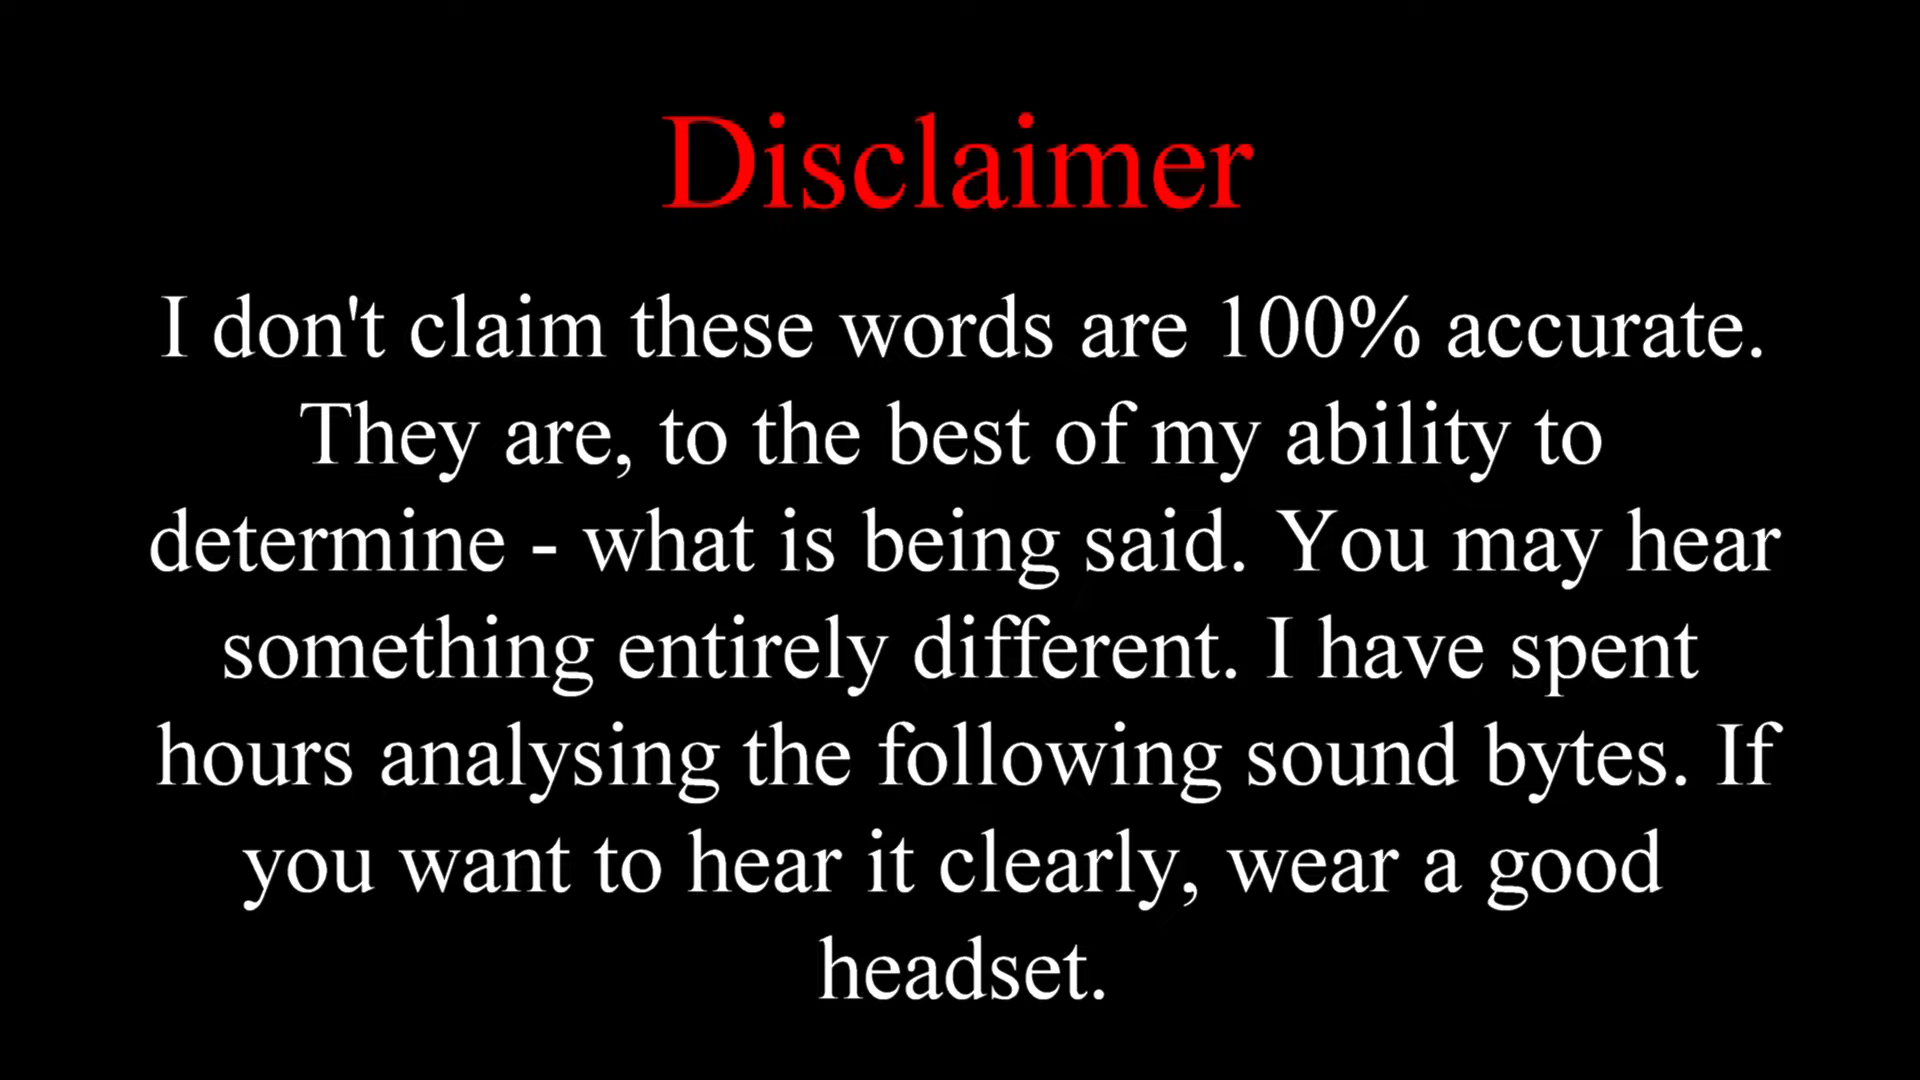 Disclaimer
I don't claim these words are 100% accurate.
They are, to the best of my ability to
determine - what is being said. You may hear
something entirely different. I have spent
hours analysing the following sound bytes. If
you want to hear it clearly, wear a good
headset.